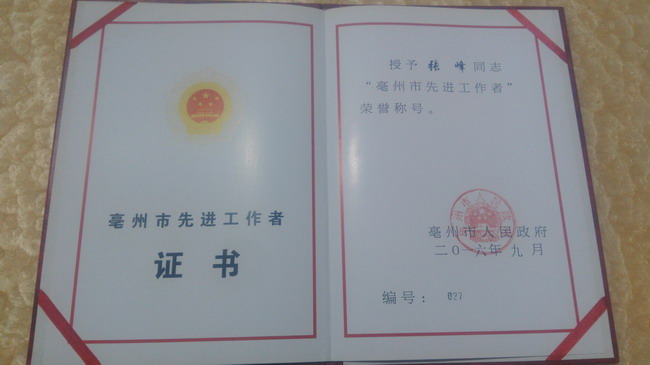 亳州市先进工作者
证书
授予张峰同志
“亳州市先进工作者”
荣誉称号。
亳州市人民政府
二〇一六年九月
编号：027